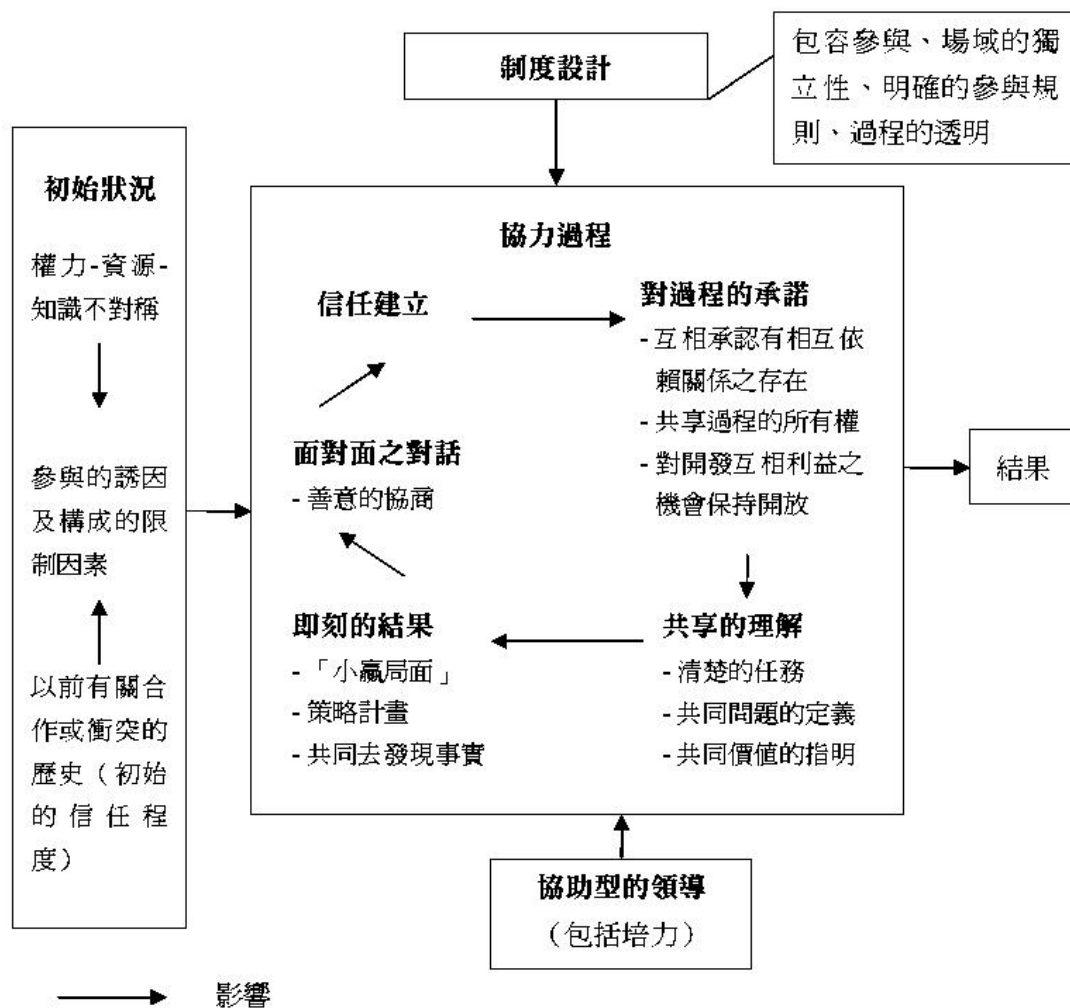 制度設計
包容參與、場域的獨
立性、明確的參與規
則、過程的透明
初始狀況
權力-資源-
知識不對稱
參與的誘因
及構成的限
制因素
以前有關合
作或衝突的
歷史（初始
的信任程
度）
協力過程
信任建立
對過程的承諾
- 互相承認有相互依
賴關係之存在
- 共享過程的所有權
- 對開發互相利益之
機會保持開放
面對面之對話
- 善意的協商
即刻的結果
- 「小贏局面」
- 策略計畫
- 共同去發現事實
共享的理解
- 清楚的任務
- 共同問題的定義
- 共同價值的指明
結果
協助型的領導
（包括培力）
影響